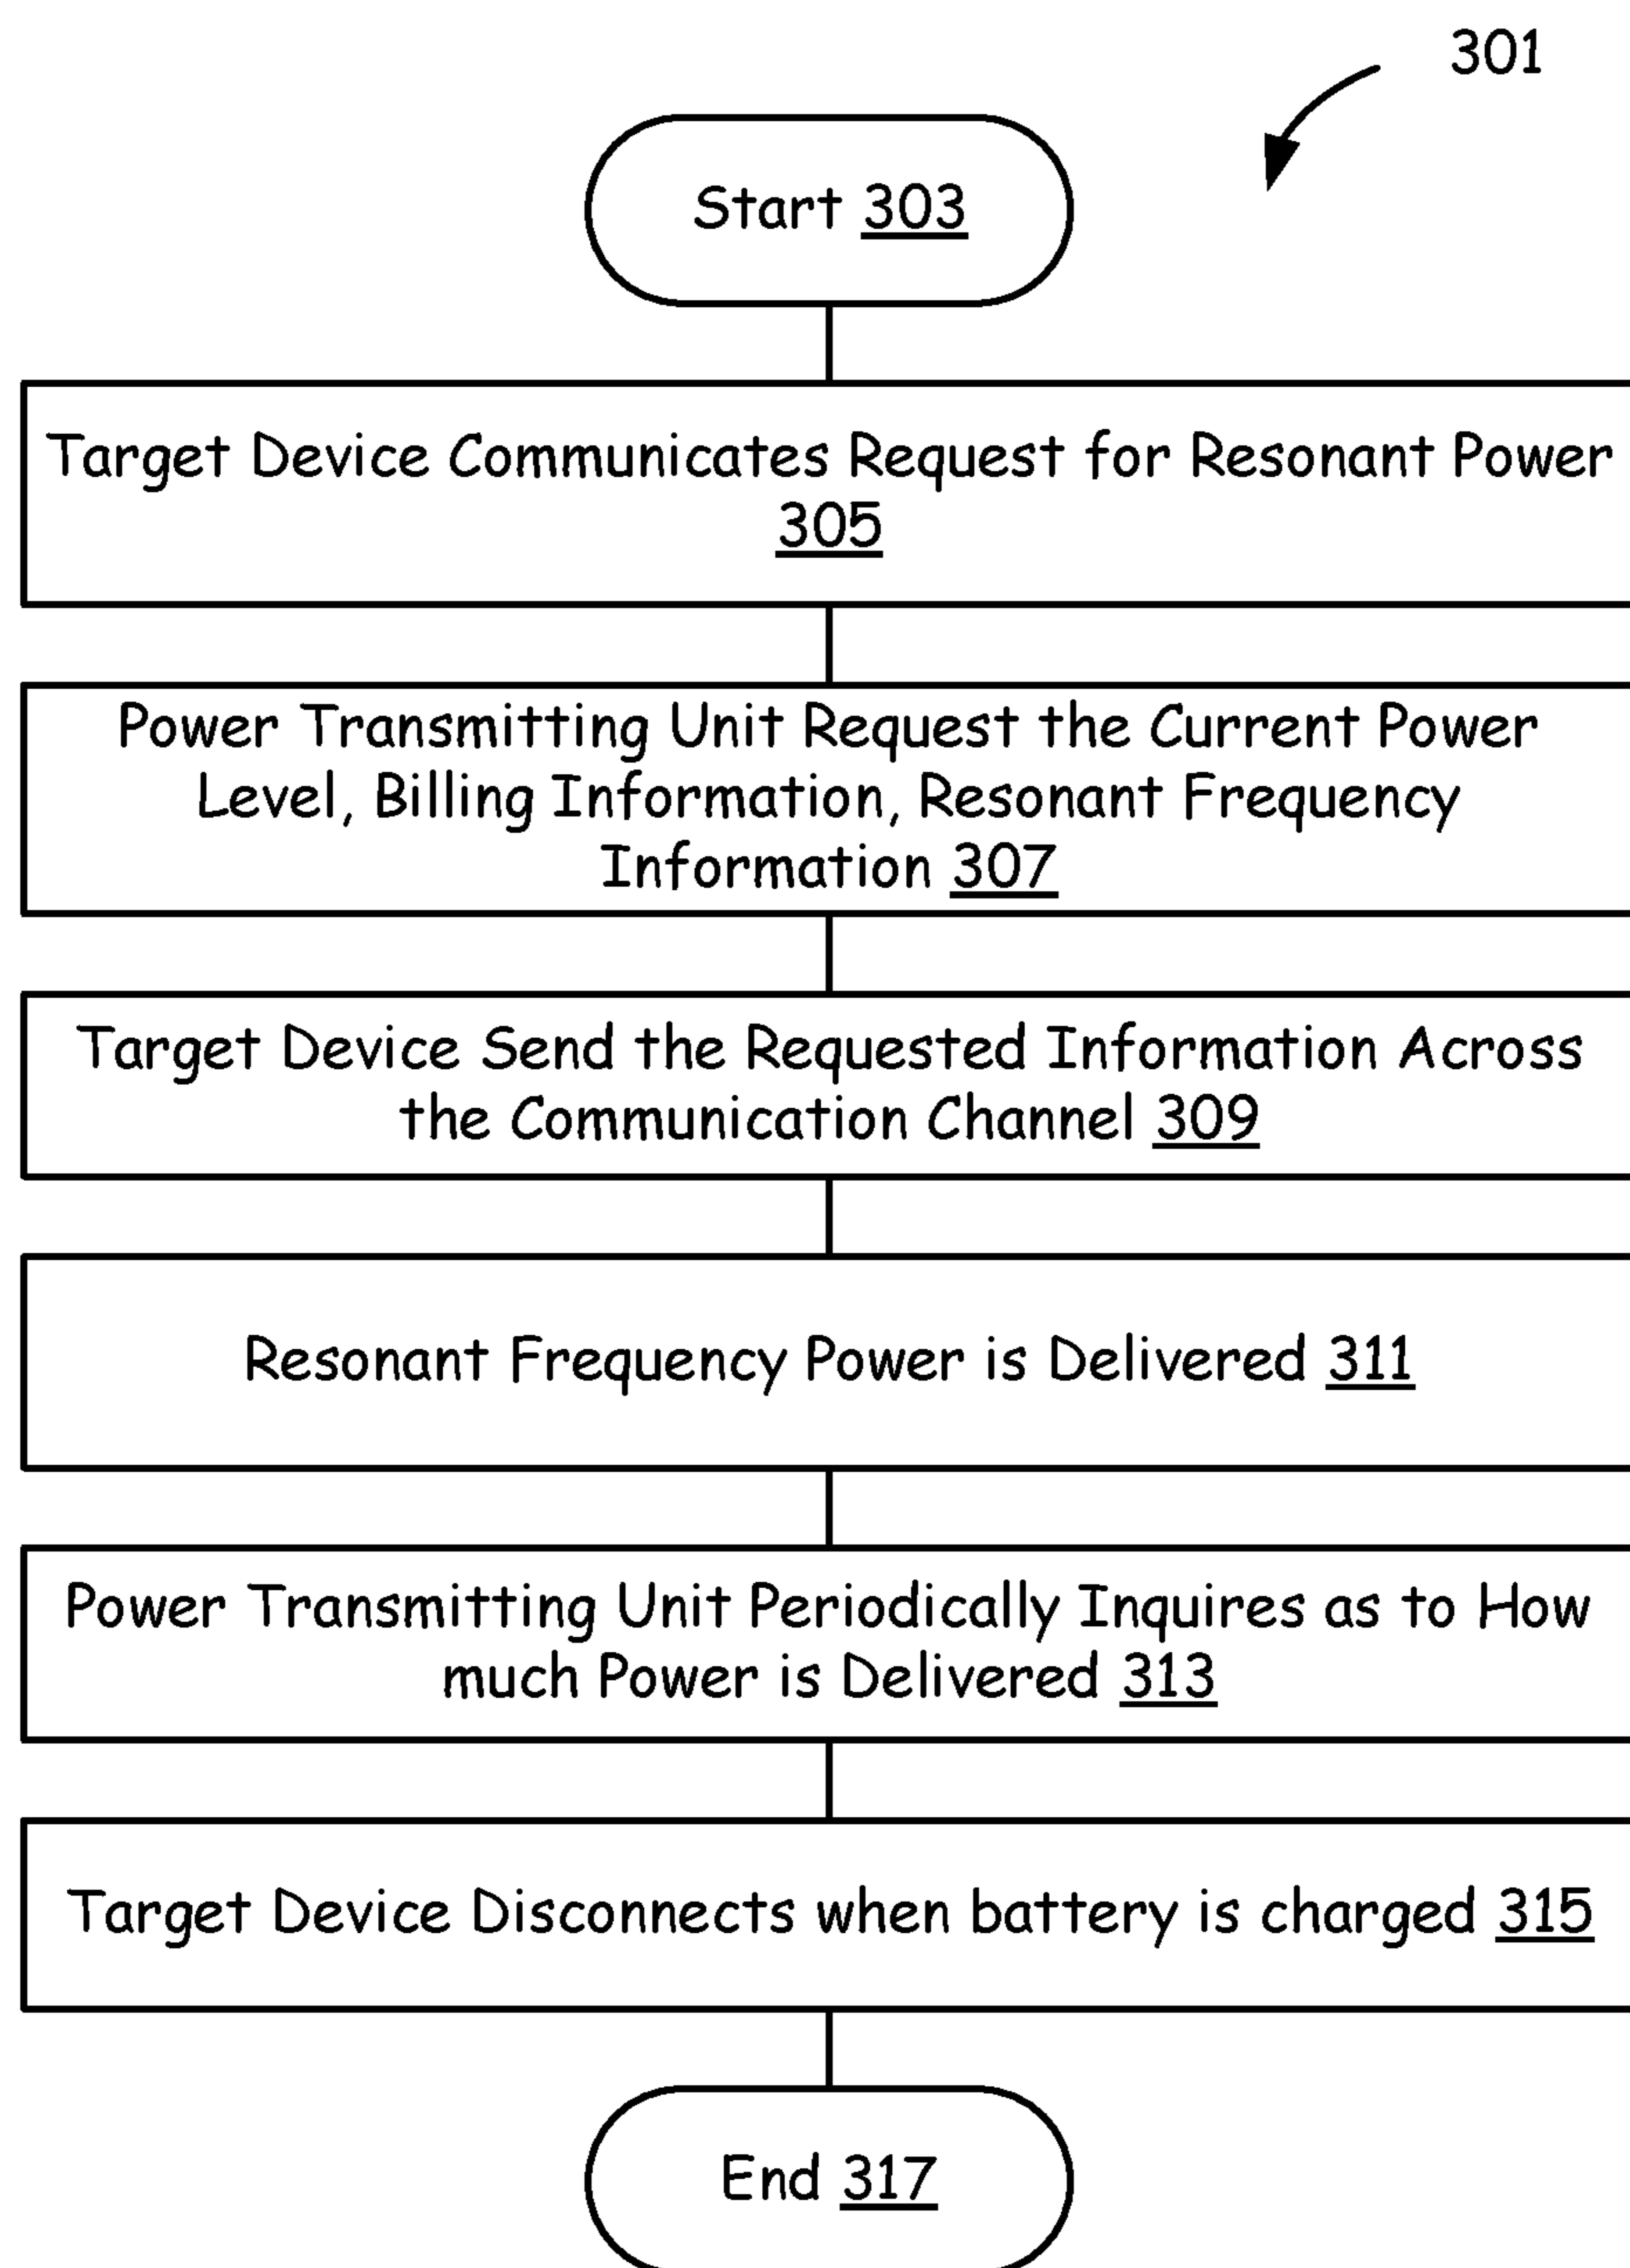 301
Start 303
Target Device Communicates Request for Resonant Power
305
Power Transmitting Unit Request the Current Power
Level, Billing Information, Resonant Frequency
Information 307
Target Device Send the Requested Information Across
the Communication Channel 309
Resonant Frequency Power is Delivered 311
Power Transmitting Unit Periodically Inquires as to How
much Power is Delivered 313
Target Device Disconnects when battery is charged 315
End 317